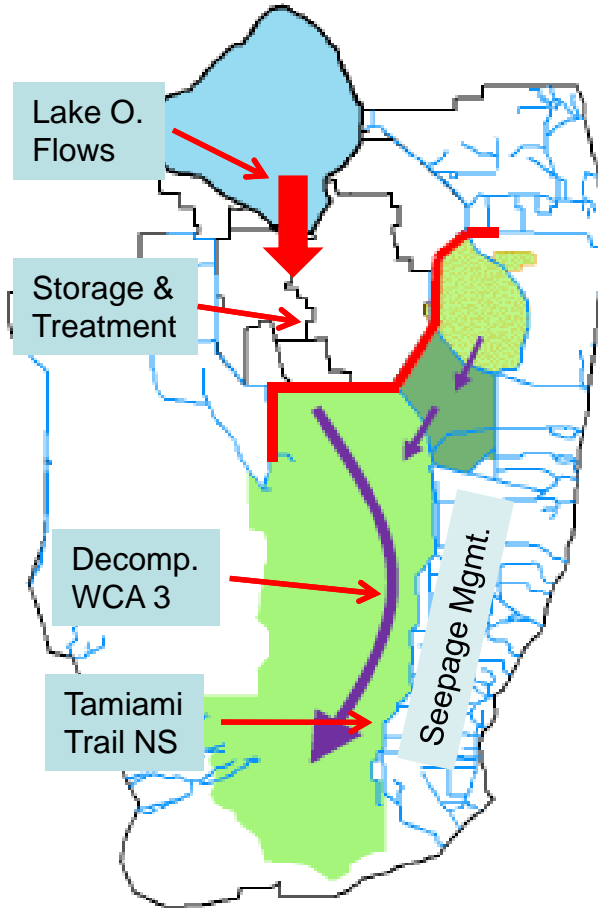 Lake O.
Flows
Storage &
Treatment
Decomp.
WCA 3
Seepage Mgmt.
Tamiami
Trail NS